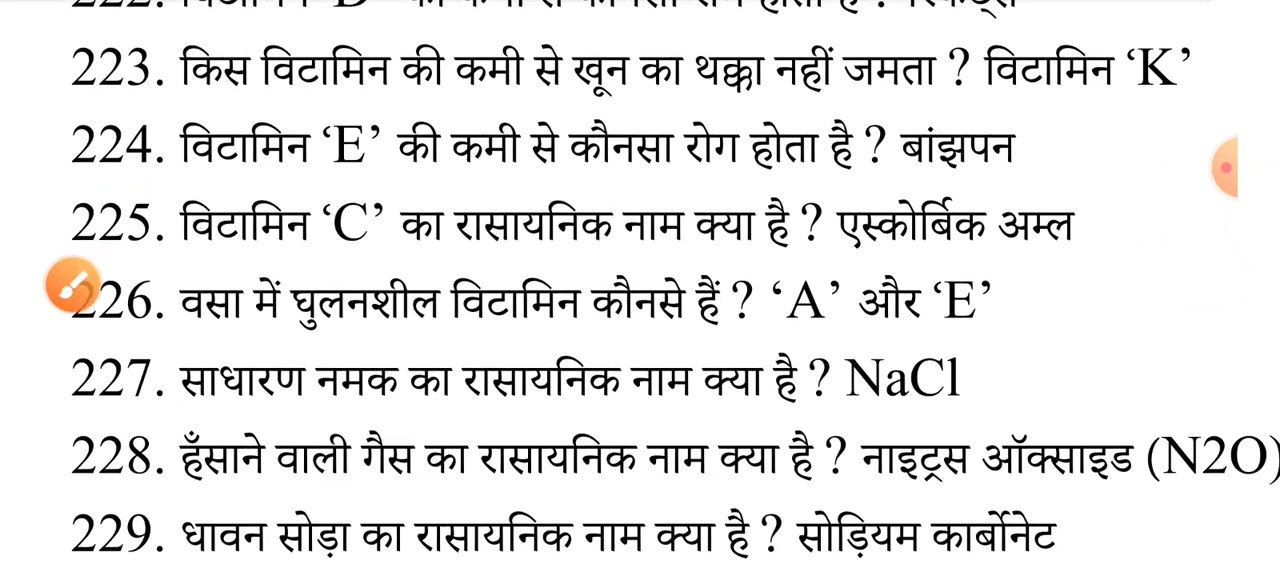 223. किस विटामिन की कमी से खून का थक्का नहीं जमता ? विटामिन ‘K’
224. विटामिन ‘E’ की कमी से कौनसा रोग होता है ? बांझपन
225. विटामिन ‘C’ का रासायनिक नाम क्या है ? एस्कोर्बिक अम्ल
226. वसा में घुलनशील विटामिन कौनसे हैं ? ‘A’ और ‘E’
227. साधारण नमक का रासायनिक नाम क्या है ? NaCl
228. हँसाने वाली गैस का रासायनिक नाम क्या है ? नाइट्रस ऑक्साइड (N2O)
229. धावन सोड़ा का रासायनिक नाम क्या है ? सोड़ियम कार्बोनेट